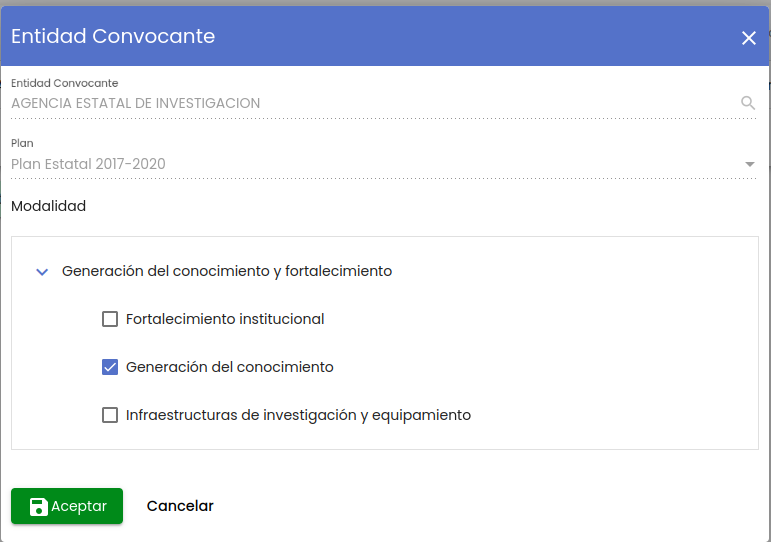 Entidad Convocante
Entidad Convocante
AGENCIA ESTATAL DE INVESTIGACION
Plan
Plan Estatal 2017-2020
Modalidad
Generación del conocimiento y fortalecimiento
Fortalecimiento institucional
Generación del conocimiento
Infraestructuras de investigación y equipamiento
Aceptar Cancelar